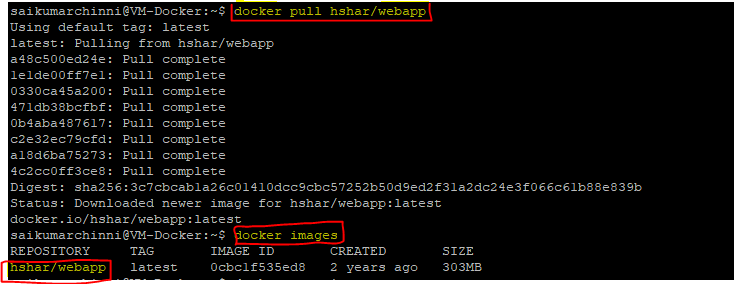 saikumarchinni@VM-Docker:~$ docker pull hshar/webapp
Using default tag: latest
latest: Pulling from hshar/webapp
a48c500ed24e: Pull complete
1e1de00ff7e1: Pull complete
0330ca45a200: Pull complete
471db38bcfbf: Pull complete
0b4aba487617: Pull complete
c2e32ec79cfd: Pull complete
a18d6ba75273: Pull complete
4c2cc0ff3ce8: Pull complete
Digest: sha256:3c7cbcab1a26c01410dcc9cbc57252b50d9ed2f31a2dc24e3f066c61b88e839b
Status: Downloaded newer image for hshar/webapp:latest
docker.io/hshar/webapp:latest
saikumarchinni@VM-Docker:~$ docker images
REPOSITORY TAG IMAGE ID CREATED SIZE
hshar/webapp latest 0cbc1f535ed8 2 years ago 303MB